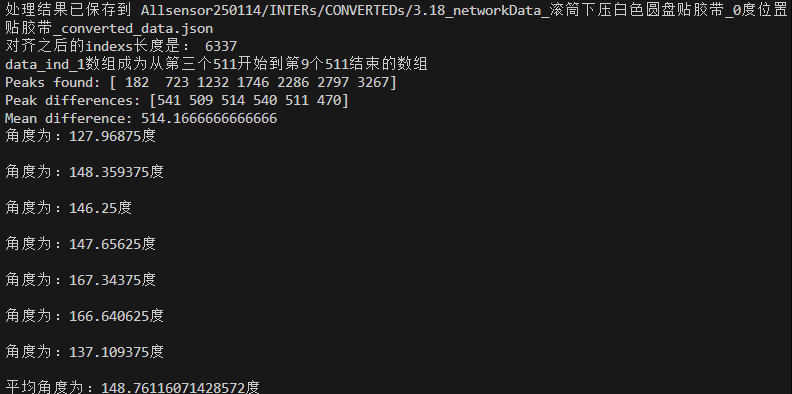 处理结果已保存到 Allsensor250114/INTERs/CONVERTEDs/3.18_networkData_滚筒下压白色圆盘贴胶带_0度位置
贴胶带_converted_data.json
对齐之后的indexs长度是： 6337
data_ind_1数组成为从第三个511开始到第9个511结束的数组
Peaks found: [ 182  723 1232 1746 2286 2797 3267]
Peak differences: [541 509 514 540 511 470]
Mean difference: 514.1666666666666
角度为：127.96875度
角度为：148.359375度
角度为：146.25度
角度为：147.65625度
角度为：167.34375度
角度为：166.640625度
角度为：137.109375度
平均角度为：148.76116071428572度